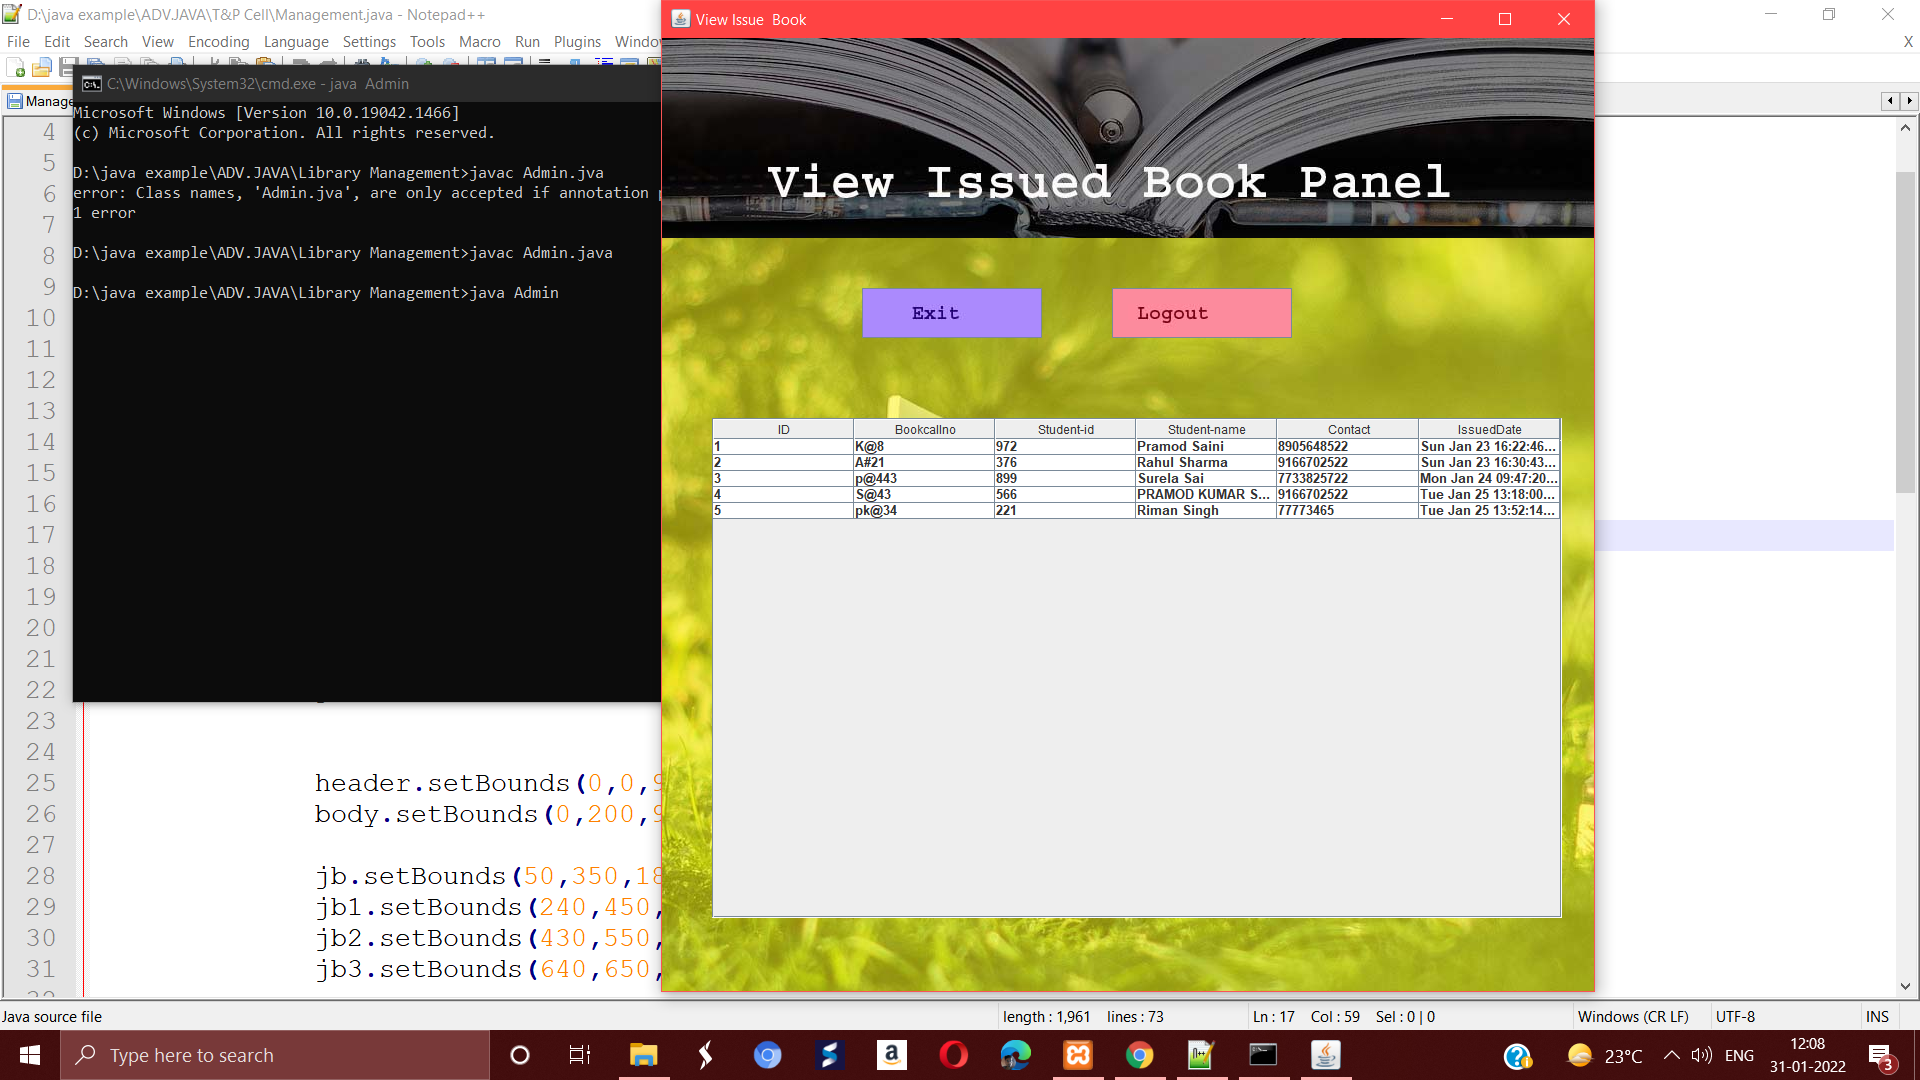 D:\java example\ADV.JAVA\T&P Cell\Management.java - Notepad++
File Edit Search View Encoding Language Settings Tools Macro Run Plugins Windo
X
Manage
C:\Windows\System32\cmd.exe - java  Admin
Microsoft Windows [Version 10.0.19042.1466]
(c) Microsoft Corporation. All rights reserved.
D:\java example\ADV.JAVA\Library Management>javac Admin.jva
error: Class names, 'Admin.jva', are only accepted if annotation
1 error
D:\java example\ADV.JAVA\Library Management>javac Admin.java
D:\java example\ADV.JAVA\Library Management>java Admin
View Issue  Book
View Issued Book Panel
Exit Logout
ID Bookcallno Student-id Student-name Contact IssuedDate
1 K@8 972 Pramod Saini 8905648522 Sun Jan 23 16:22:46...
2 A#21 376 Rahul Sharma 9166702522 Sun Jan 23 16:30:43...
3 p@443 899 Surela Sai 7733825722 Mon Jan 24 09:47:20...
4 S@43 566 PRAMOD KUMAR S... 9166702522 Tue Jan 25 13:18:00...
5 pk@34 221 Riman Singh 77773465 Tue Jan 25 13:52:14...
4
5
6
7
8
9
10
11
12
13
14
15
16
17
18
19
20
21
22
23
24
25 header.setBounds(0,0,9
26 body.setBounds(0,200,9
27
28 jb.setBounds(50,350,18
29 jb1.setBounds(240,450,
30 jb2.setBounds(430,550,
31 jb3.setBounds(640,650,
Java source file length : 1,961 lines : 73 Ln : 17 Col : 59 Sel : 0 | 0 Windows (CR LF) UTF-8 INS
Type here to search 23°C ENG 12:08
31-01-2022
3